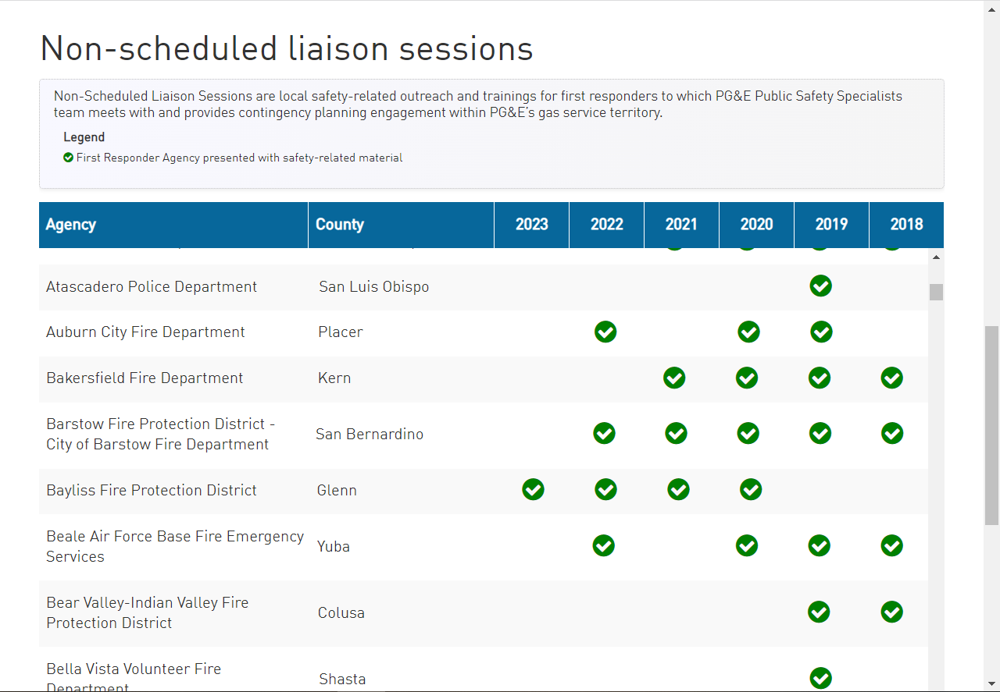 Non-scheduled liaison sessions
Non-Scheduled Liaison Sessions are local safety-related outreach and trainings for first responders to which PG&E Public Safety Specialists
team meets with and provides contingency planning engagement within PG&E's gas service territory.
Legend
First Responder Agency presented with safety-related material
Agency County 2023 2022 2021 2020 2019 2018
Atascadero Police Department San Luis Obispo
Auburn City Fire Department Placer
Bakersfield Fire Department Kern
Barstow Fire Protection District -
City of Barstow Fire Department San Bernardino
Bayliss Fire Protection District Glenn
Beale Air Force Base Fire Emergency
Services Yuba
Bear Valley-Indian Valley Fire
Protection District Colusa
Bella Vista Volunteer Fire
Department Shasta